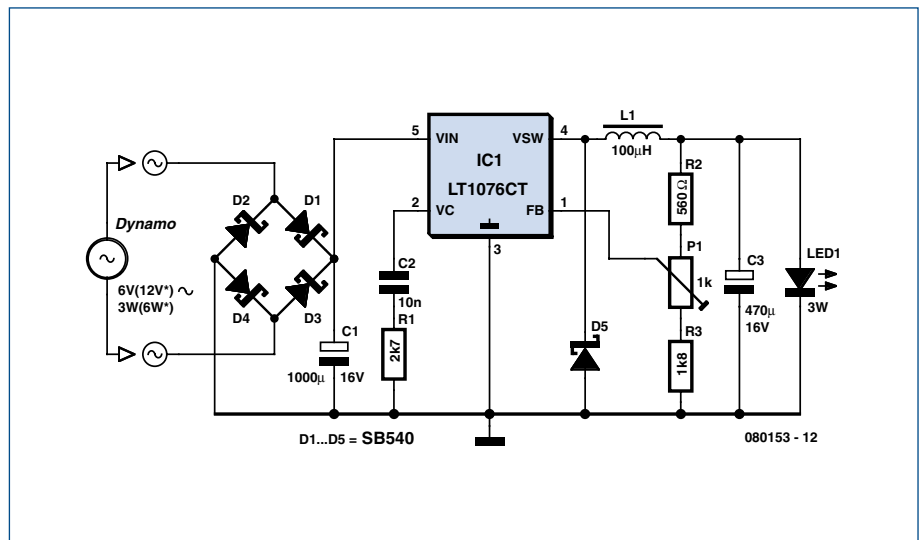 L1
100µH
5
VIN
VSW
4
IC1
LT1076CT
2
VC
FB
1
3
R2
560 Ω
P1
1k
R3
1k8
C3
470µ
16V
LED1
3W
Dynamo
6V(12V*) ~
3W(6W*)
D2
D1
D4
D3
C1
1000µ
16V
C2
10n
R1
2k7
D5
D1...D5 = SB540
080153 - 12